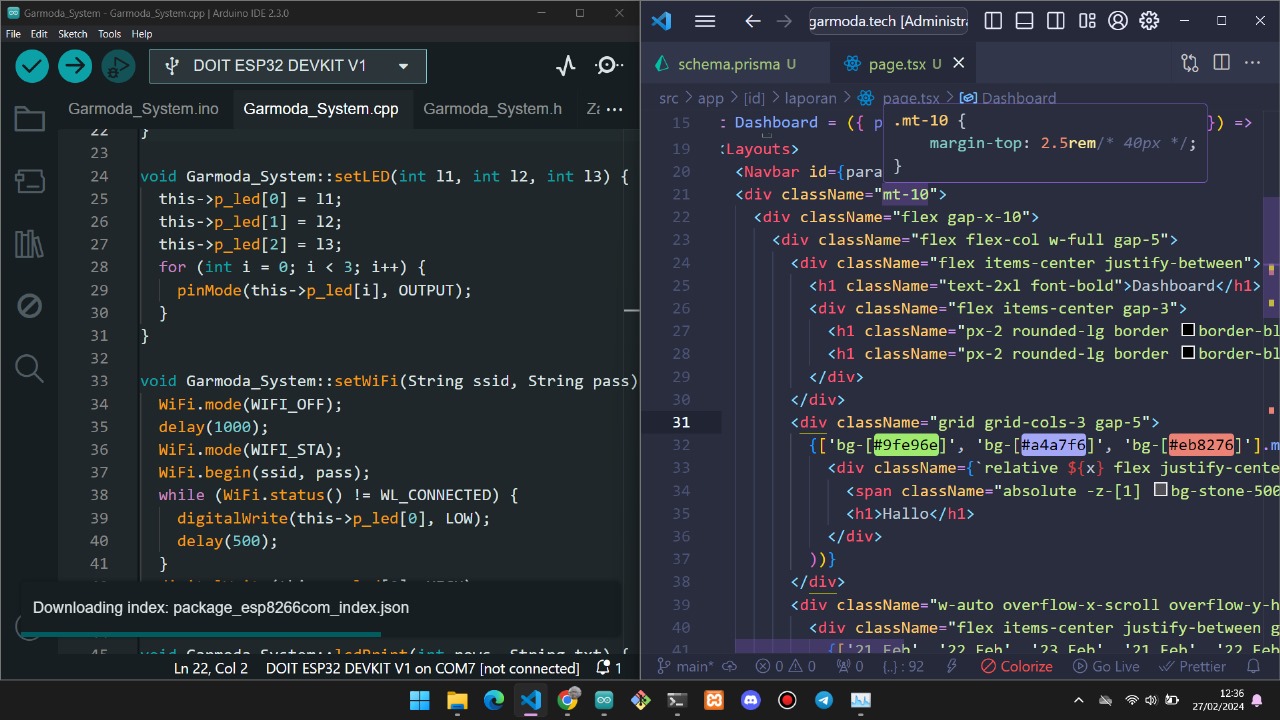 Garmoda_System - Garmoda_System.cpp | Arduino IDE 2.3.0
File Edit Sketch Tools Help
DOIT ESP32 DEVKIT V1
Garmoda_System.ino Garmoda_System.cpp Garmoda_System.h
22 }
23
24 void Garmoda_System::setLED(int l1, int l2, int l3) {
25 this->p_led[0] = l1;
26 this->p_led[1] = l2;
27 this->p_led[2] = l3;
28 for (int i = 0; i < 3; i++) {
29 pinMode(this->p_led[i], OUTPUT);
30 }
31 }
32
33 void Garmoda_System::setWiFi(String ssid, String pass)
34 WiFi.mode(WIFI_OFF);
35 delay(1000);
36 WiFi.mode(WIFI_STA);
37 WiFi.begin(ssid, pass);
38 while (WiFi.status() != WL_CONNECTED) {
39 digitalWrite(this->p_led[0], LOW);
40 delay(500);
41 }
Downloading index: package_esp8266com_index.json
Ln 22, Col 2 DOIT ESP32 DEVKIT V1 on COM7 [not connected] 1
garmoda.tech [Administra
schema.prisma U page.tsx U
src > app > [id] > laporan > page.tsx > Dashboard
.mt-10 {
margin-top: 2.5rem/* 40px */;
}
15 Dashboard = ({ p }) =>
19 <Layouts>
20 <Navbar id={para
21 <div className="mt-10">
22 <div className="flex gap-x-10">
23 <div className="flex flex-col w-full gap-5">
24 <div className="flex items-center justify-between">
25 <h1 className="text-2xl font-bold">Dashboard</h1>
26 <div className="flex items-center gap-3">
27 <h1 className="px-2 rounded-lg border border-bl
28 <h1 className="px-2 rounded-lg border border-bl
29 </div>
30 </div>
31 <div className="grid grid-cols-3 gap-5">
32 {['bg-[#9fe96e]', 'bg-[#a4a7f6]', 'bg-[#eb8276]'].m
33 <div className={`relative ${x} flex justify-cente
34 <span className="absolute -z-[1] bg-stone-500
35 <h1>Hallo</h1>
36 </div>
37 ))}
38 </div>
39 <div className="w-auto overflow-x-scroll overflow-y-h
40 <div className="flex items-center justify-between g
41 {['21 Feb', '22 Feb', '23 Feb', '21 Feb', '22 Feb
main* 0 0 0 {..} : 92 Colorize Go Live Prettier
12:36
27/02/2024